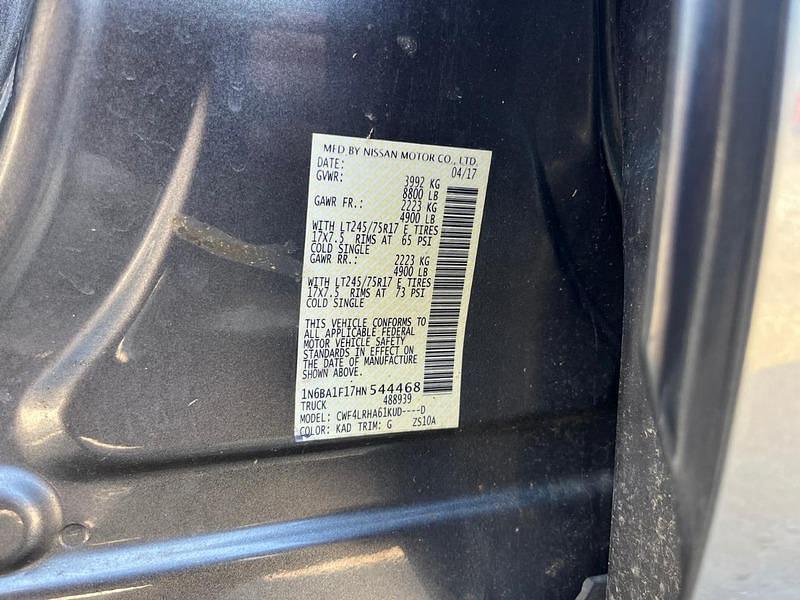 MFD BY NISSAN MOTOR CO., LTD.
DATE: 04/17
GVWR: 3992 KG
8800 LB
GAWR FR.: 2223 KG
4900 LB
WITH LT245/75R17 E TIRES
17X7.5 RIMS AT 65 PSI
COLD SINGLE
GAWR RR.: 2223 KG
4900 LB
WITH LT245/75R17 E TIRES
17X7.5 RIMS AT 73 PSI
COLD SINGLE
THIS VEHICLE CONFORMS TO
ALL APPLICABLE FEDERAL
MOTOR VEHICLE SAFETY
STANDARDS IN EFFECT ON
THE DATE OF MANUFACTURE
SHOWN ABOVE.
1N6BA1F17HN544468
TRUCK 488939
MODEL: CWF4LRHA61KUD----D
COLOR: KAD TRIM: G ZS10A